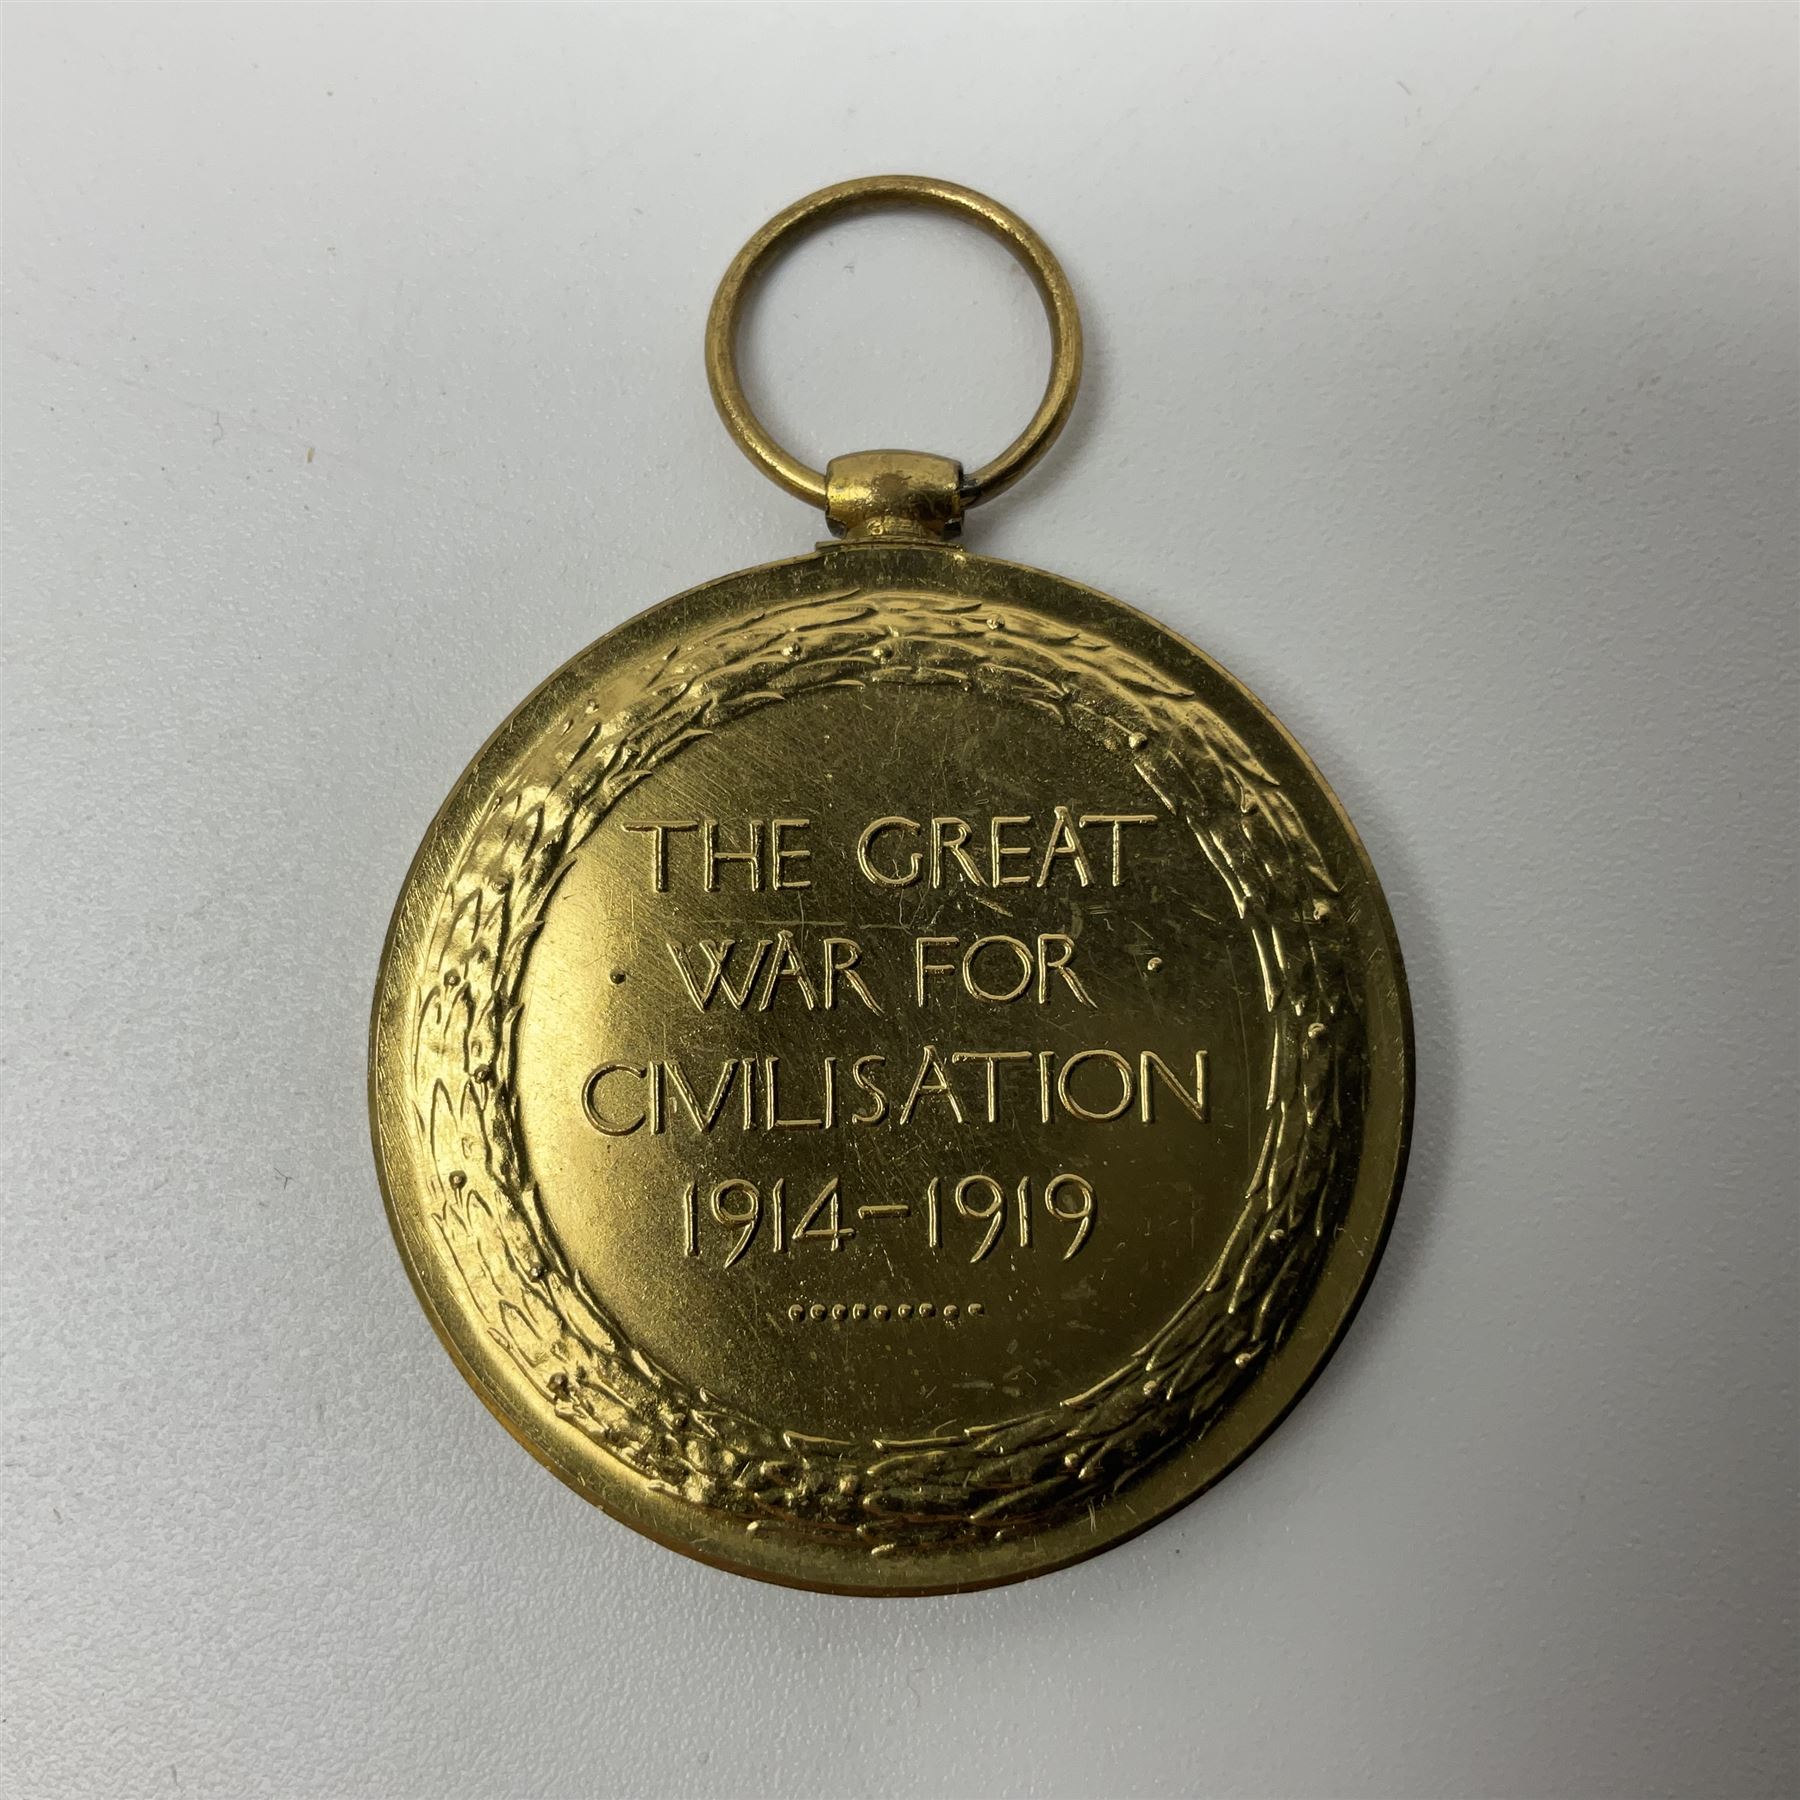 THE GREAT
· WAR FOR ·
CIVILISATION
1914-1919